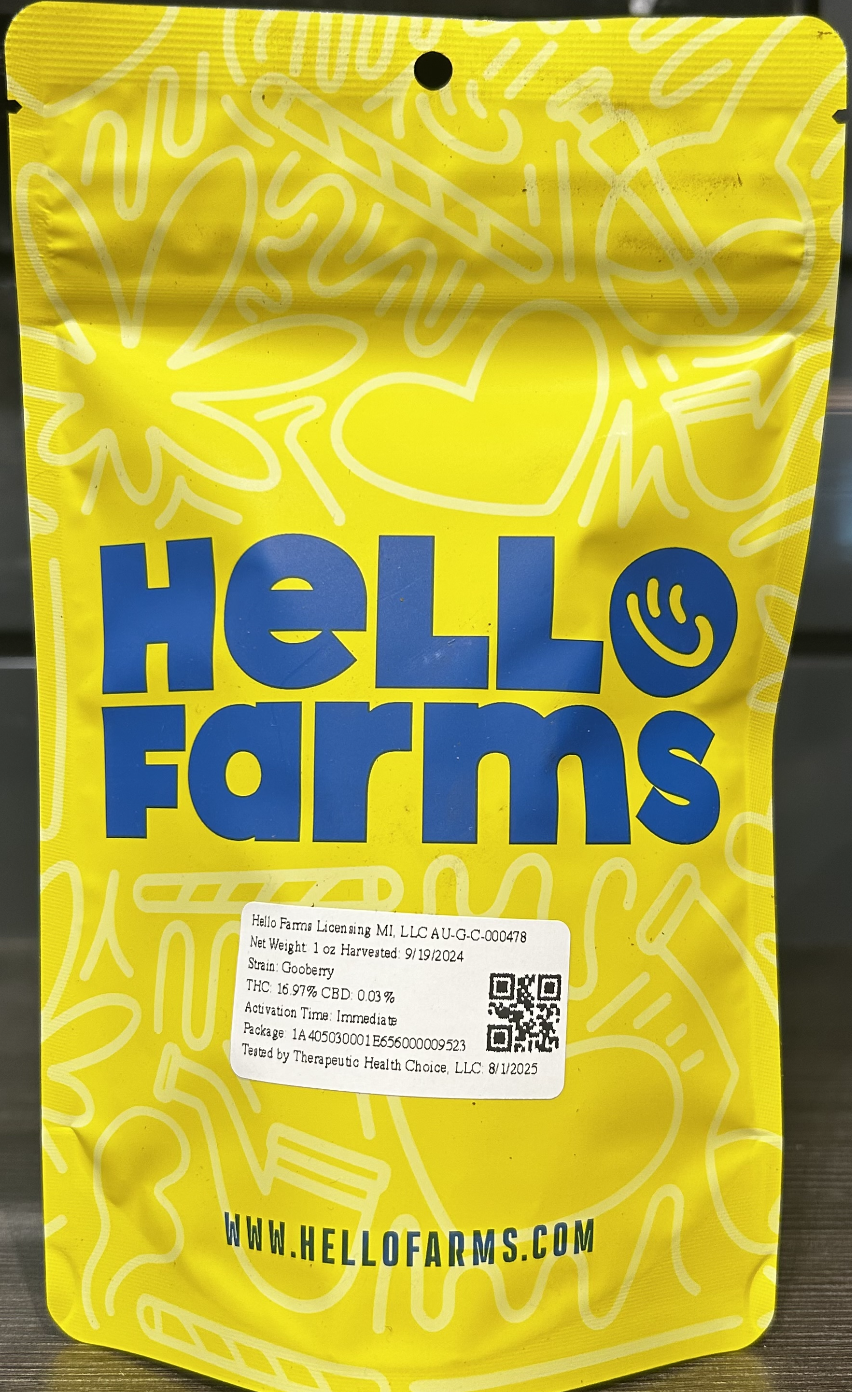 HeLLO
Farms
Hello Farms Licensing MI, LLC AU-G-C-000478
Net Weight: 1 oz Harvested: 9/19/2024
Strain: Gooberry
THC: 16.97% CBD: 0.03%
Activation Time: Immediate
Package: 1A405030001E656000009523
Tested by Therapeutic Health Choice, LLC: 8/1/2025
WWW.HELLOFARMS.COM